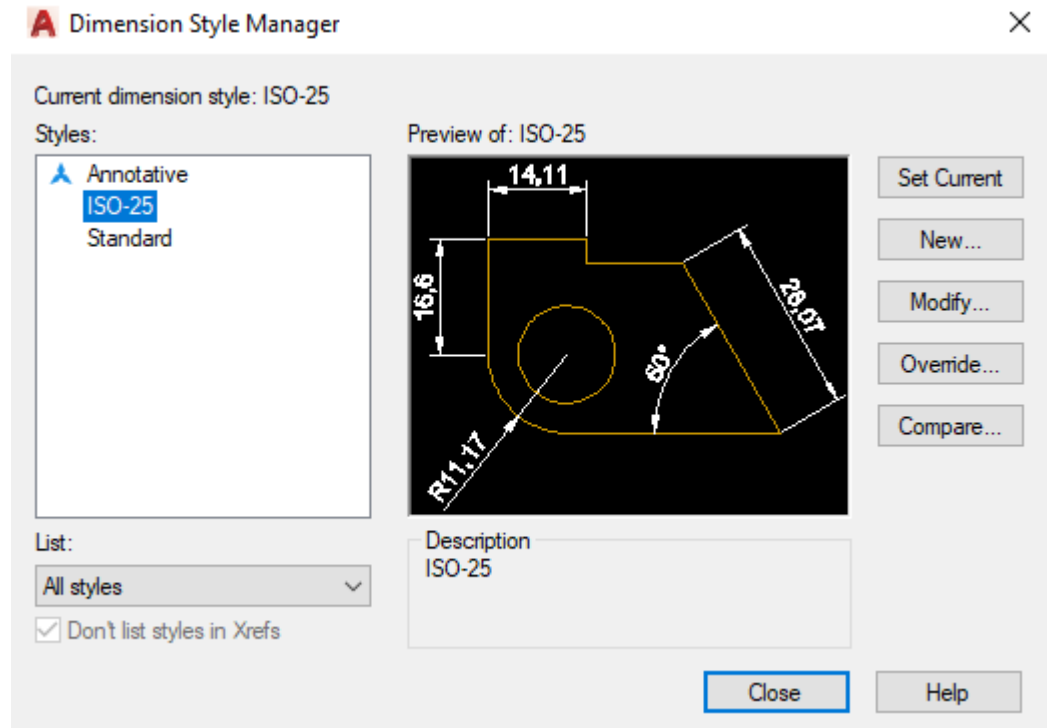 Dimension Style Manager
Current dimension style: ISO-25
Styles:
Annotative
ISO-25
Standard
List:
All styles
Don't list styles in Xrefs
Preview of: ISO-25
14,11
16,6
28,07
60°
R11,17
Description
ISO-25
Set Current
New...
Modify...
Override...
Compare...
Close
Help